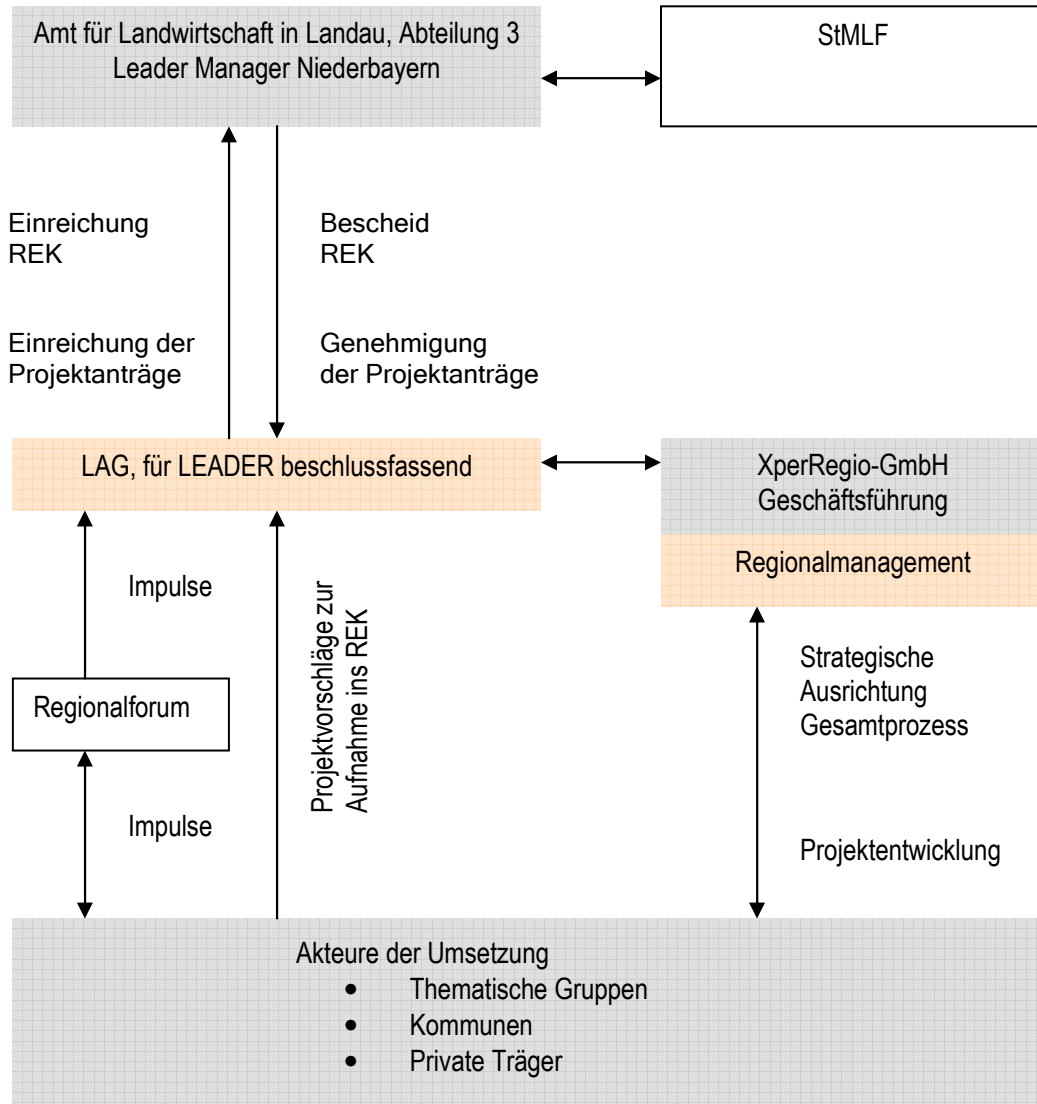 Amt für Landwirtschaft in Landau, Abteilung 3
Leader Manager Niederbayern
StMLF
Einreichung
REK
Bescheid
REK
Einreichung der
Projektanträge
Genehmigung
der Projektanträge
LAG, für LEADER beschlussfassend
XperRegio-GmbH
Geschäftsführung
Regionalmanagement
Impulse
Projektvorschläge zur
Aufnahme ins REK
Strategische
Ausrichtung
Gesamtprozess
Regionalforum
Impulse
Projektentwicklung
Akteure der Umsetzung
• Thematische Gruppen
• Kommunen
• Private Träger